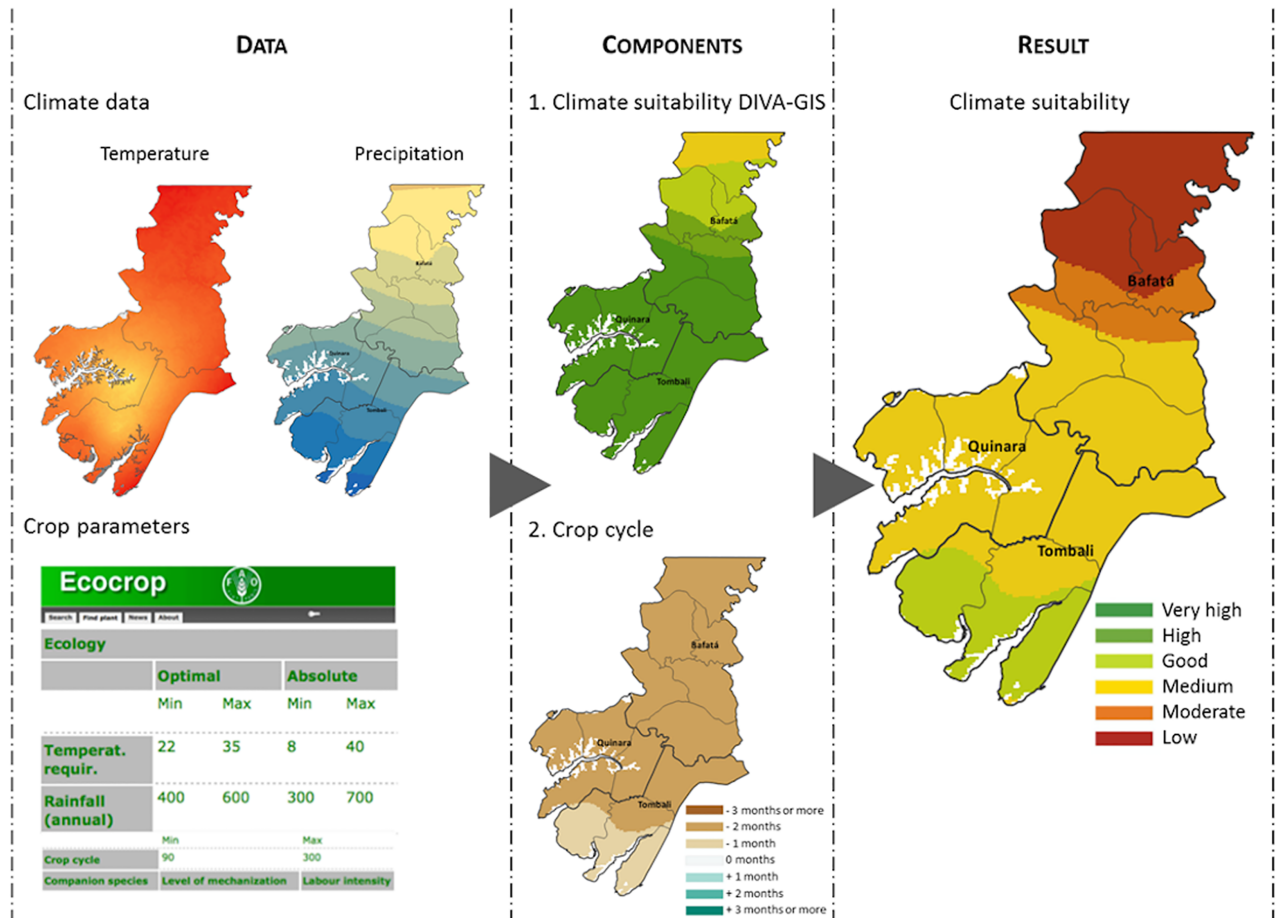 DATA
Climate data
Temperature
Precipitation
Bafatá
Quinara
Tombali
Crop parameters
Ecocrop
F A O
Search Find plant News About
Ecology
Optimal Absolute
Min Max Min Max
Temperat. requir. 22 35 8 40
Rainfall (annual) 400 600 300 700
Min Max
Crop cycle 90 300
Companion species Level of mechanization Labour intensity
COMPONENTS
1. Climate suitability DIVA-GIS
Bafatá
Quinara
Tombali
2. Crop cycle
Bafatá
Quinara
Tombali
- 3 months or more
- 2 months
- 1 month
0 months
+ 1 month
+ 2 months
+ 3 months or more
RESULT
Climate suitability
Bafatá
Quinara
Tombali
Very high
High
Good
Medium
Moderate
Low